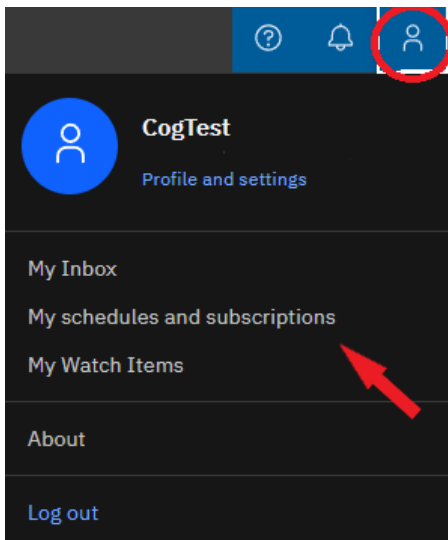 CogTest
Profile and settings
My Inbox
My schedules and subscriptions
My Watch Items
About
Log out